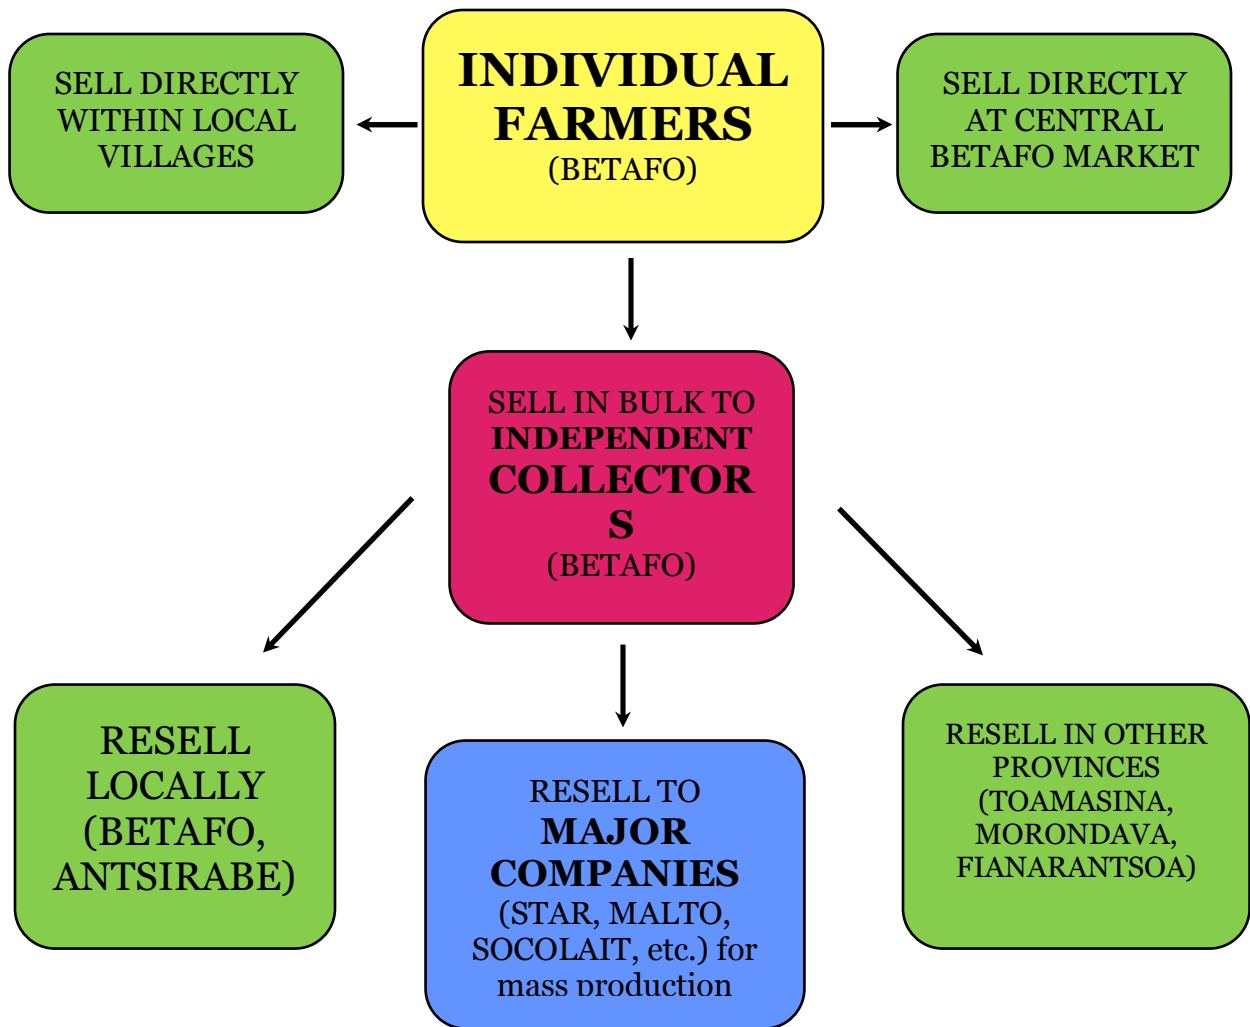 SELL DIRECTLY
WITHIN LOCAL
VILLAGES
INDIVIDUAL
FARMERS
(BETAFO)
SELL DIRECTLY
AT CENTRAL
BETAFO MARKET
SELL IN BULK TO
INDEPENDENT
COLLECTOR
S
(BETAFO)
RESELL
LOCALLY
(BETAFO,
ANTSIRABE)
RESELL TO
MAJOR
COMPANIES
(STAR, MALTO,
SOCOLAIT, etc.) for
mass production
RESELL IN OTHER
PROVINCES
(TOAMASINA,
MORONDAVA,
FIANARANTSOA)